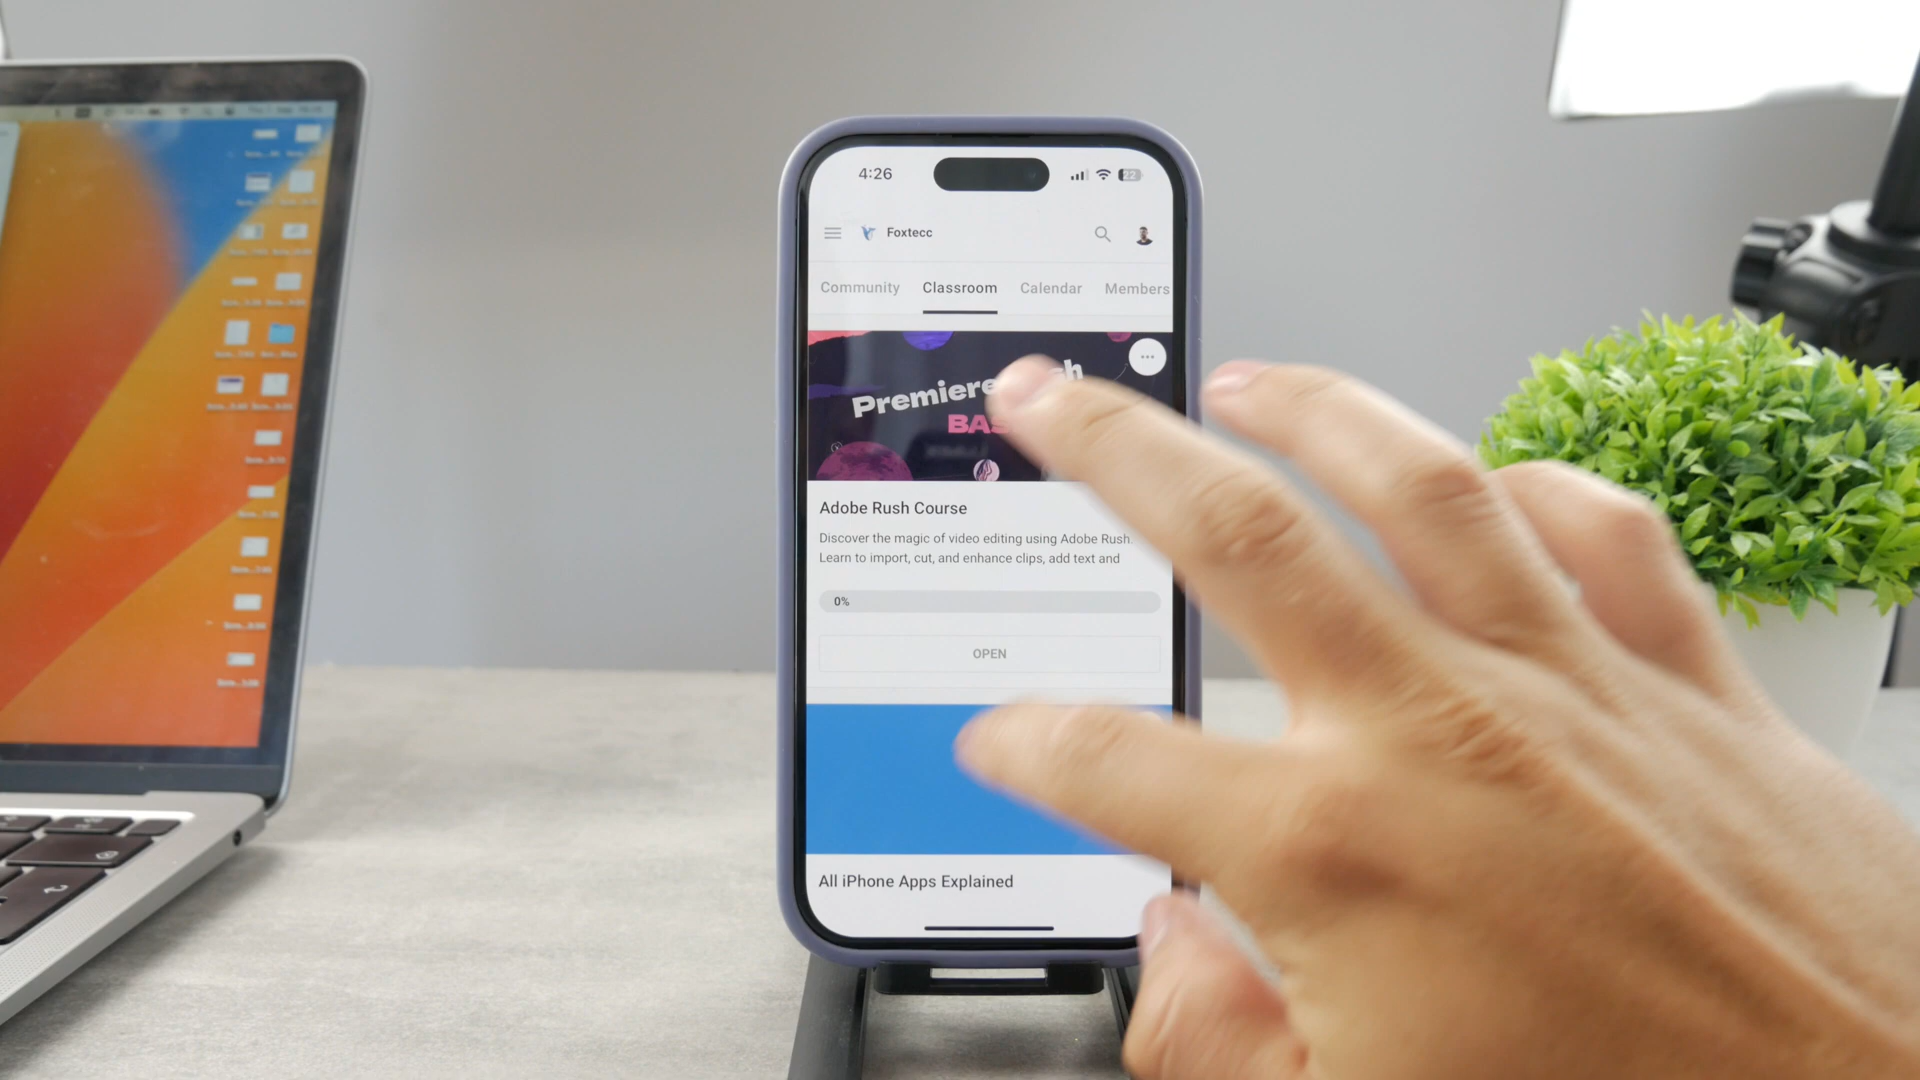 4:26
22
Foxtecc
Community Classroom Calendar Members
Premiere
Adobe Rush Course
Discover the magic of video editing using Adobe Rush.
Learn to import, cut, and enhance clips, add text and
0%
OPEN
All iPhone Apps Explained